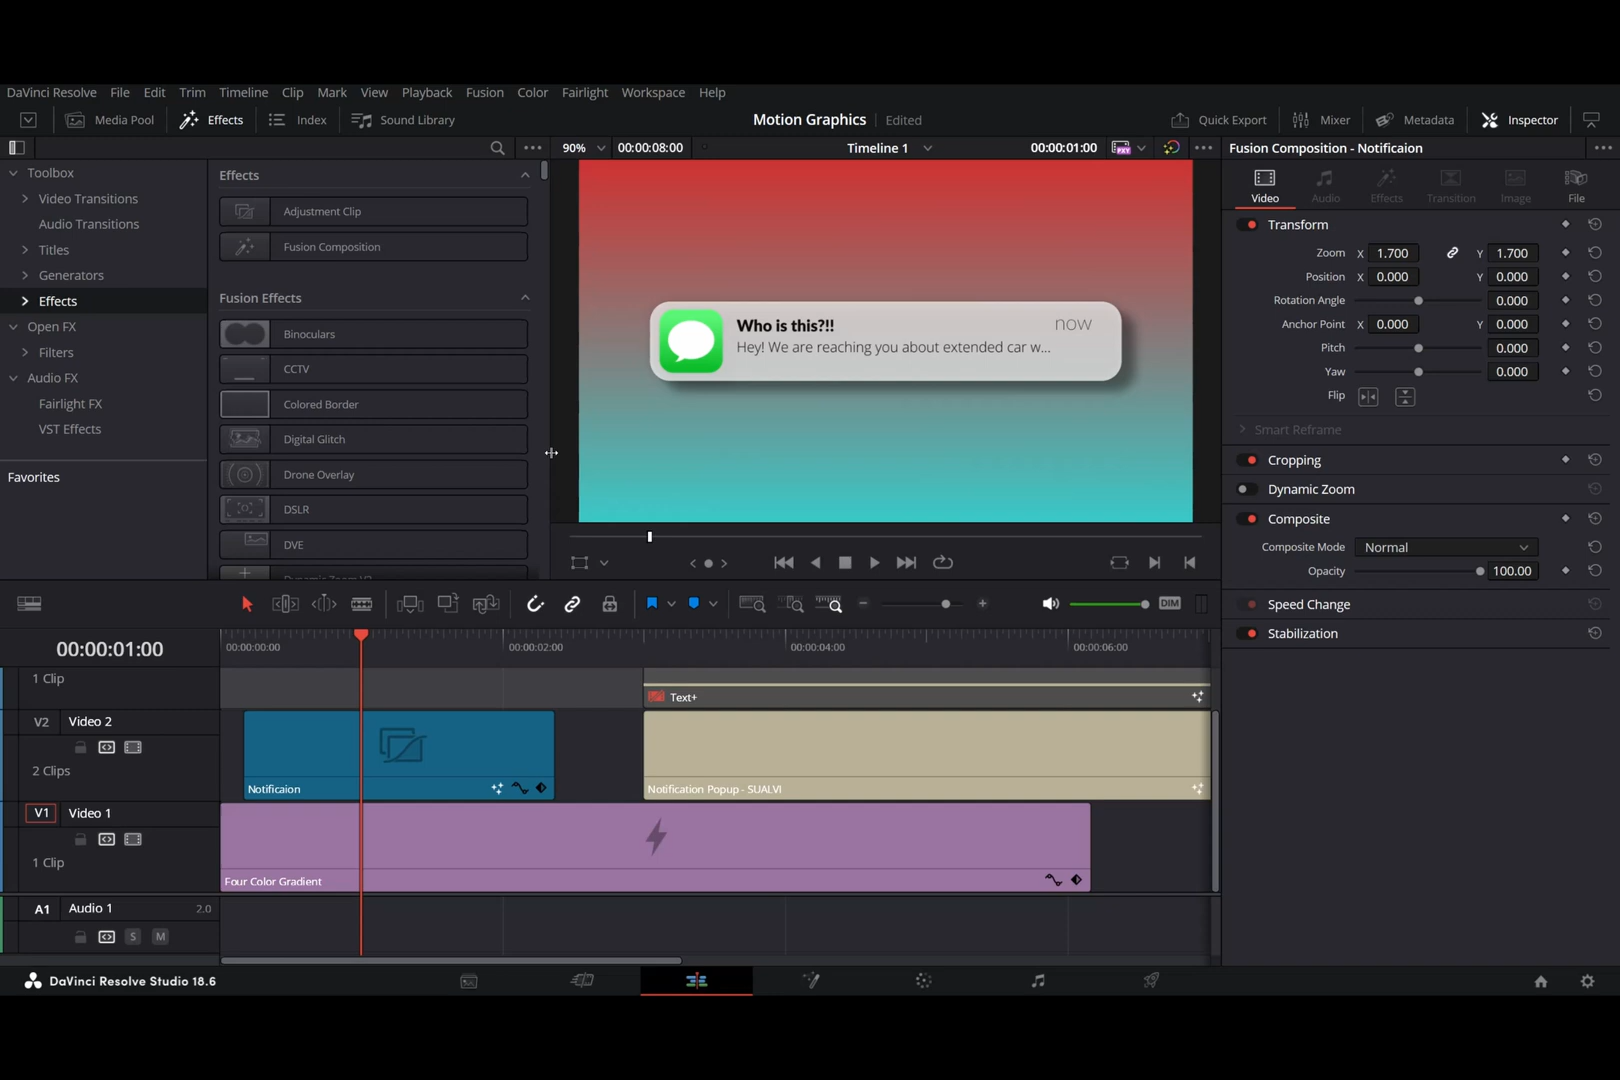 DaVinci Resolve File Edit Trim Timeline Clip Mark View Playback Fusion Color Fairlight Workspace Help
Media Pool Effects Index Sound Library Motion Graphics Edited Quick Export Mixer Metadata Inspector
90% 00:00:08:00 Timeline 1 00:00:01:00 PXY Fusion Composition - Notificaion
Toolbox
Video Transitions
Audio Transitions
Titles
Generators
Effects
Open FX
Filters
Audio FX
Fairlight FX
VST Effects
Favorites
Effects
Adjustment Clip
Fusion Composition
Fusion Effects
Binoculars
CCTV
Colored Border
Digital Glitch
Drone Overlay
DSLR
DVE
Who is this?!! now
Hey! We are reaching you about extended car w...
Video Audio Effects Transition Image File
Transform
Zoom X 1.700 Y 1.700
Position X 0.000 Y 0.000
Rotation Angle 0.000
Anchor Point X 0.000 Y 0.000
Pitch 0.000
Yaw 0.000
Flip
Smart Reframe
Cropping
Dynamic Zoom
Composite
Composite Mode Normal
Opacity 100.00
Speed Change
Stabilization
DIM
00:00:01:00 00:00:00:00 00:00:02:00 00:00:04:00 00:00:06:00
1 Clip
Text+
V2 Video 2
2 Clips
Notificaion
Notification Popup - SUALVI
V1 Video 1
1 Clip
Four Color Gradient
A1 Audio 1 2.0
S M
DaVinci Resolve Studio 18.6